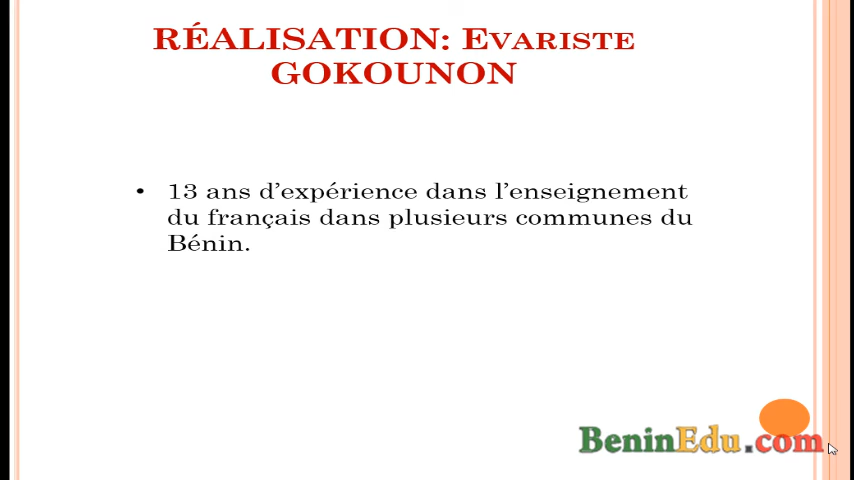 RÉALISATION: EVARISTE
GOKOUNON
• 13 ans d'expérience dans l'enseignement
du français dans plusieurs communes du
Bénin.
BeninEdu.com